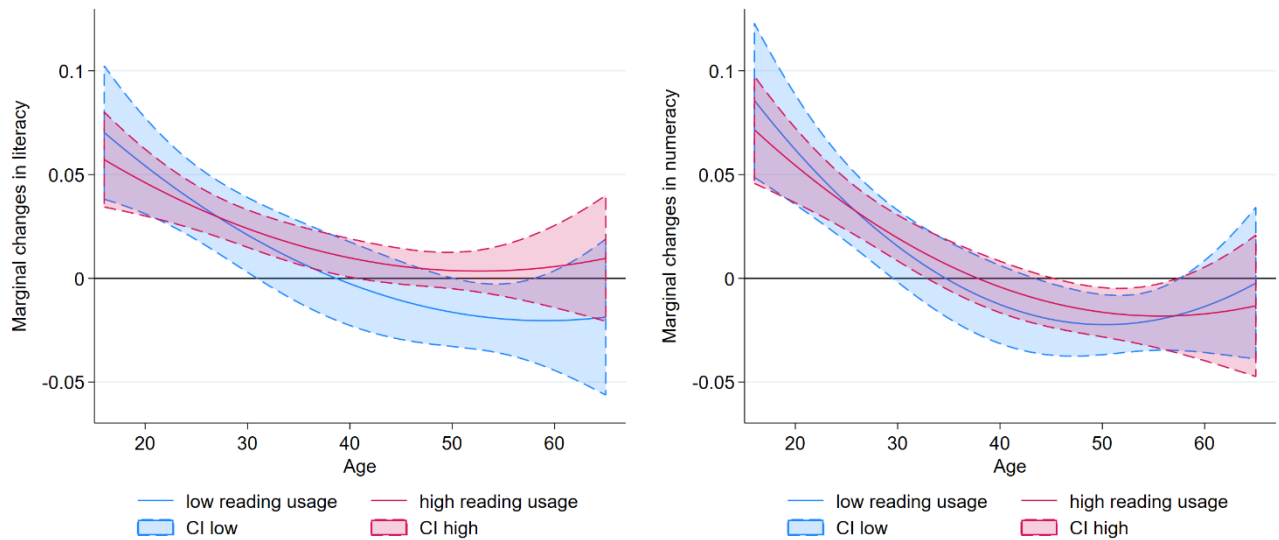 Marginal changes in literacy
0.1
0.05
0
-0.05
20 30 40 50 60
Age
low reading usage high reading usage
CI low CI high
Marginal changes in numeracy
0.1
0.05
0
-0.05
20 30 40 50 60
Age
low reading usage high reading usage
CI low CI high